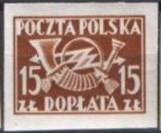 POCZTA POLSKA
15 15
ZŁ ZŁ
DOPŁATA